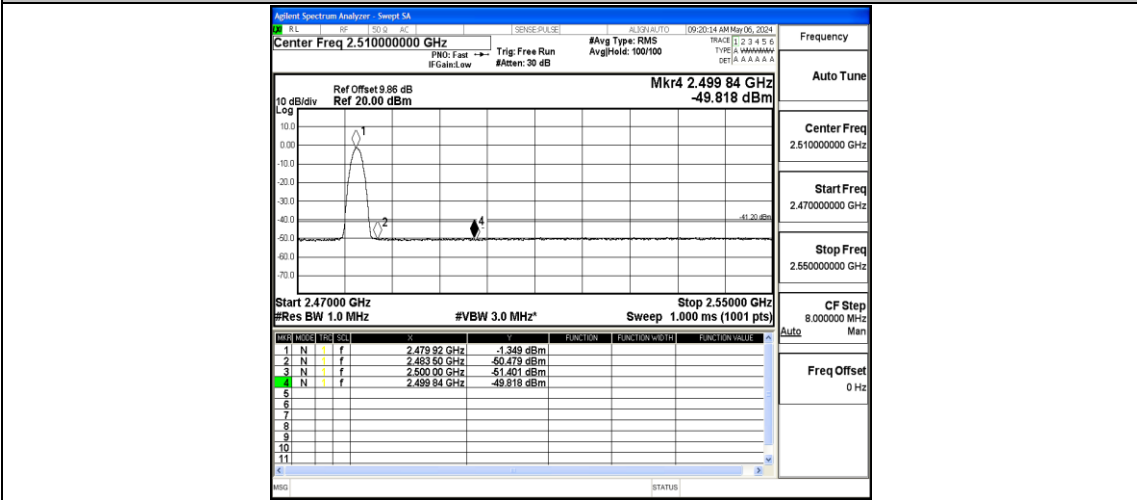 Agilent Spectrum Analyzer - Swept SA
RL RF 50 Ω AC SENSE:PULSE ALIGN AUTO 09:20:14 AM May 06, 2024
Center Freq 2.510000000 GHz
#Avg Type: RMS
TRACE 1 2 3 4 5 6
PNO: Fast Trig: Free Run Avg|Hold: 100/100
TYPE A
IFGain:Low #Atten: 30 dB
DET A A A A A A
Frequency
Auto Tune
Mkr4 2.499 84 GHz
-49.818 dBm
Ref Offset 9.86 dB
10 dB/div Ref 20.00 dBm
Log
10.0
0.00
-10.0
-20.0
-30.0
-40.0
-50.0
-60.0
-70.0
1
2
4
-41.20 dBm
Start 2.47000 GHz Stop 2.55000 GHz
#Res BW 1.0 MHz #VBW 3.0 MHz* Sweep 1.000 ms (1001 pts)
MKR MODE TRC SCL X Y FUNCTION FUNCTION WIDTH FUNCTION VALUE
1 N 1 f 2.479 92 GHz -1.349 dBm
2 N 1 f 2.483 50 GHz -50.479 dBm
3 N 1 f 2.500 00 GHz -51.401 dBm
4 N 1 f 2.499 84 GHz -49.818 dBm
5
6
7
8
9
10
11
Center Freq
2.510000000 GHz
Start Freq
2.470000000 GHz
Stop Freq
2.550000000 GHz
CF Step
8.000000 MHz
Auto Man
Freq Offset
0 Hz
MSG STATUS